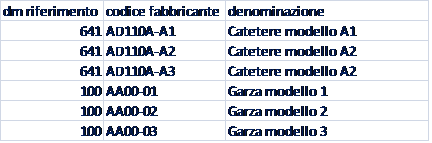 dm riferimento codice fabbricante denominazione
641 AD110A-A1 Catetere modello A1
641 AD110A-A2 Catetere modello A2
641 AD110A-A3 Catetere modello A2
100 AA00-01 Garza modello 1
100 AA00-02 Garza modello 2
100 AA00-03 Garza modello 3